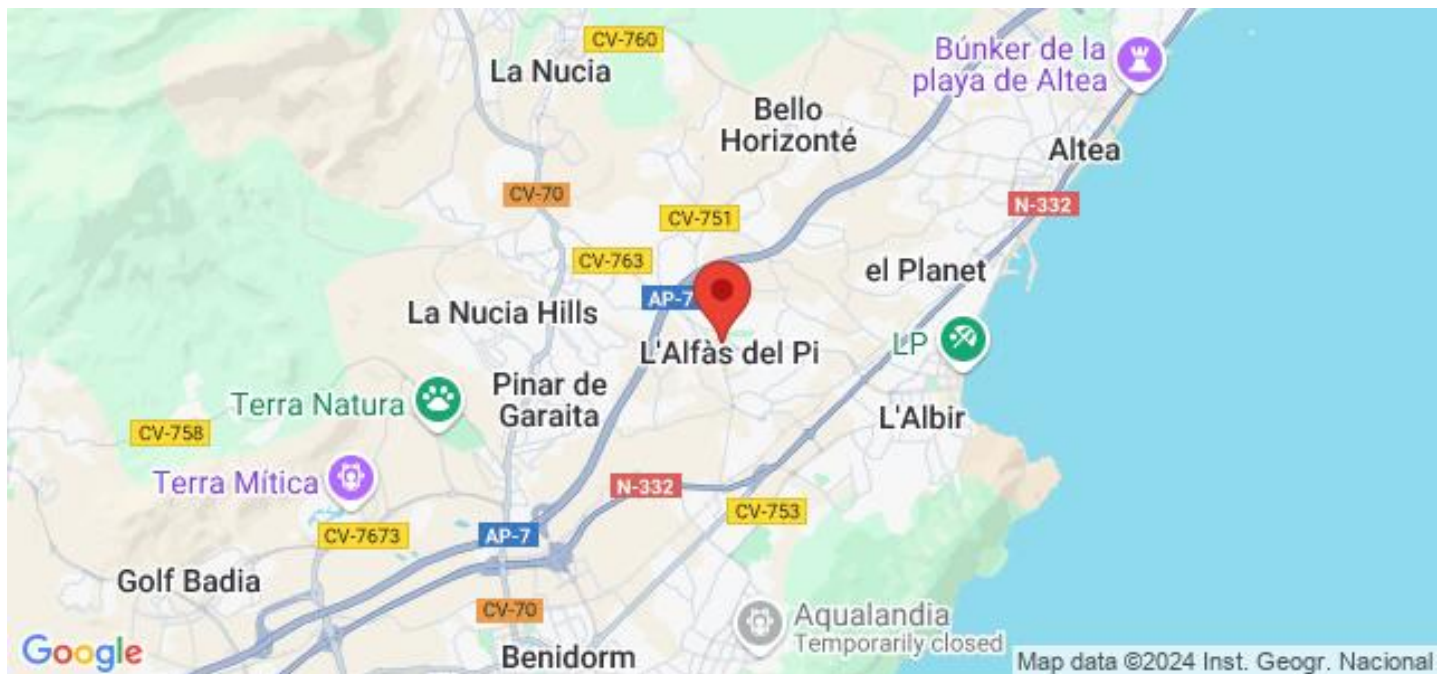 CV-760
La Nucia
Búnker de la
playa de Altea
Bello
Horizonté
Altea
CV-70
N-332
CV-751
CV-763
el Planet
AP-7
La Nucia Hills
L'Alfàs del Pi
LP
Pinar de
Garaita
Terra Natura
L'Albir
CV-758
Terra Mítica
N-332
CV-753
CV-7673
AP-7
Golf Badia
CV-70
Aqualandia
Temporarily closed
Benidorm
Google
Map data ©2024 Inst. Geogr. Nacional